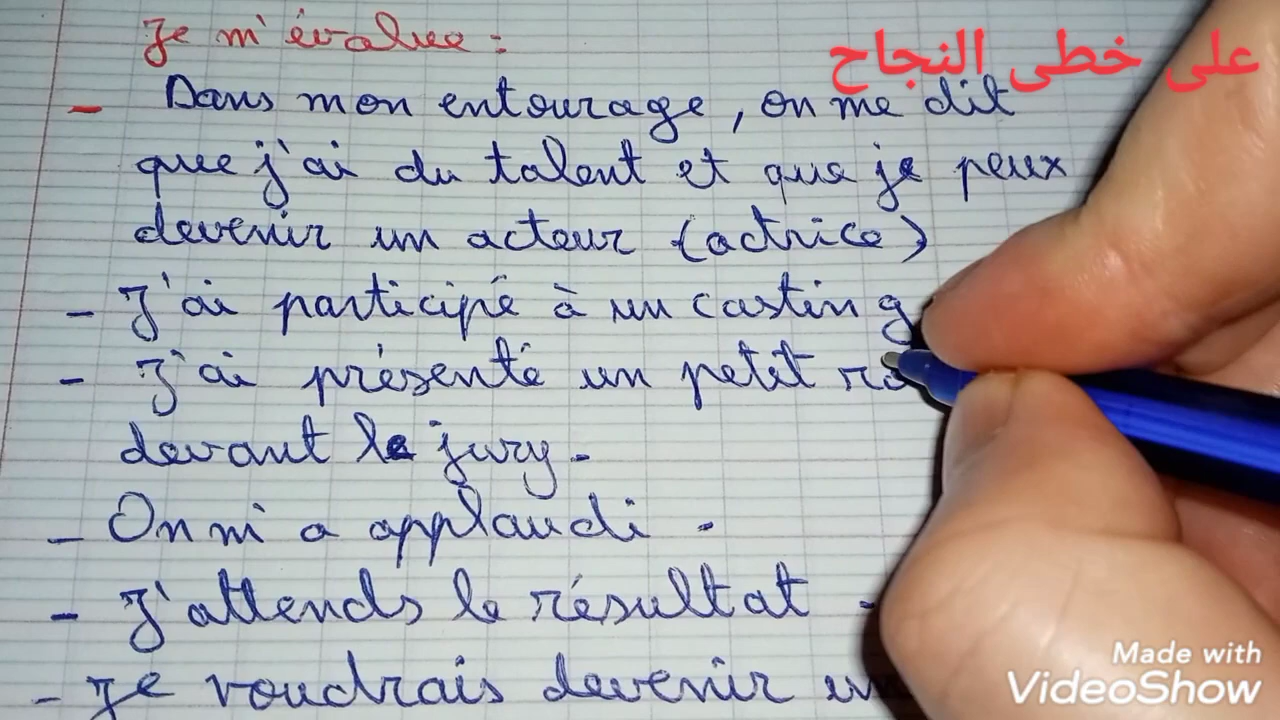 Je m'évalue :
على خطى النجاح
- Dans mon entourage, on me dit
que j'ai du talent et que je peux
devenir un acteur (actrice)
- J'ai participé à un casting
- J'ai présenté un petit
devant le jury.
- On m'a applaudi.
- J'attends le résultat -
- Je voudrais devenir
Made with
VideoShow